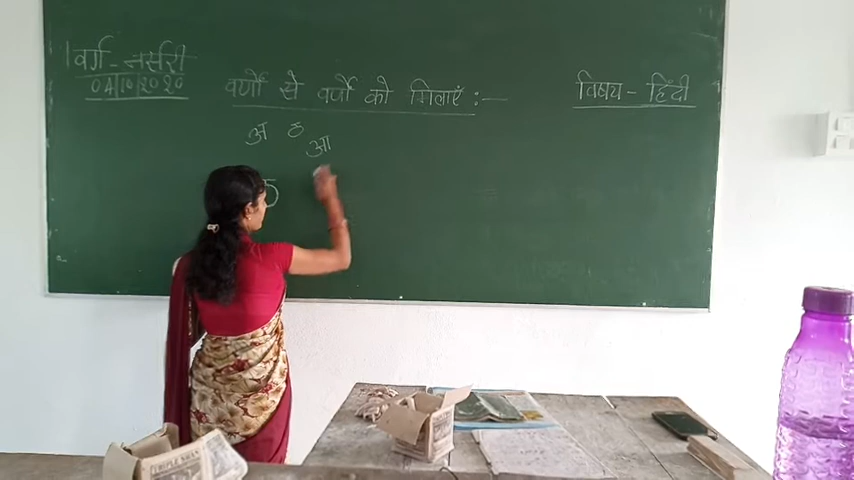 वर्ग - नर्सरी
04/10/2020
वर्णों से वर्ण को मिलाएं :-
विषय - हिंदी
अ ठ
आ